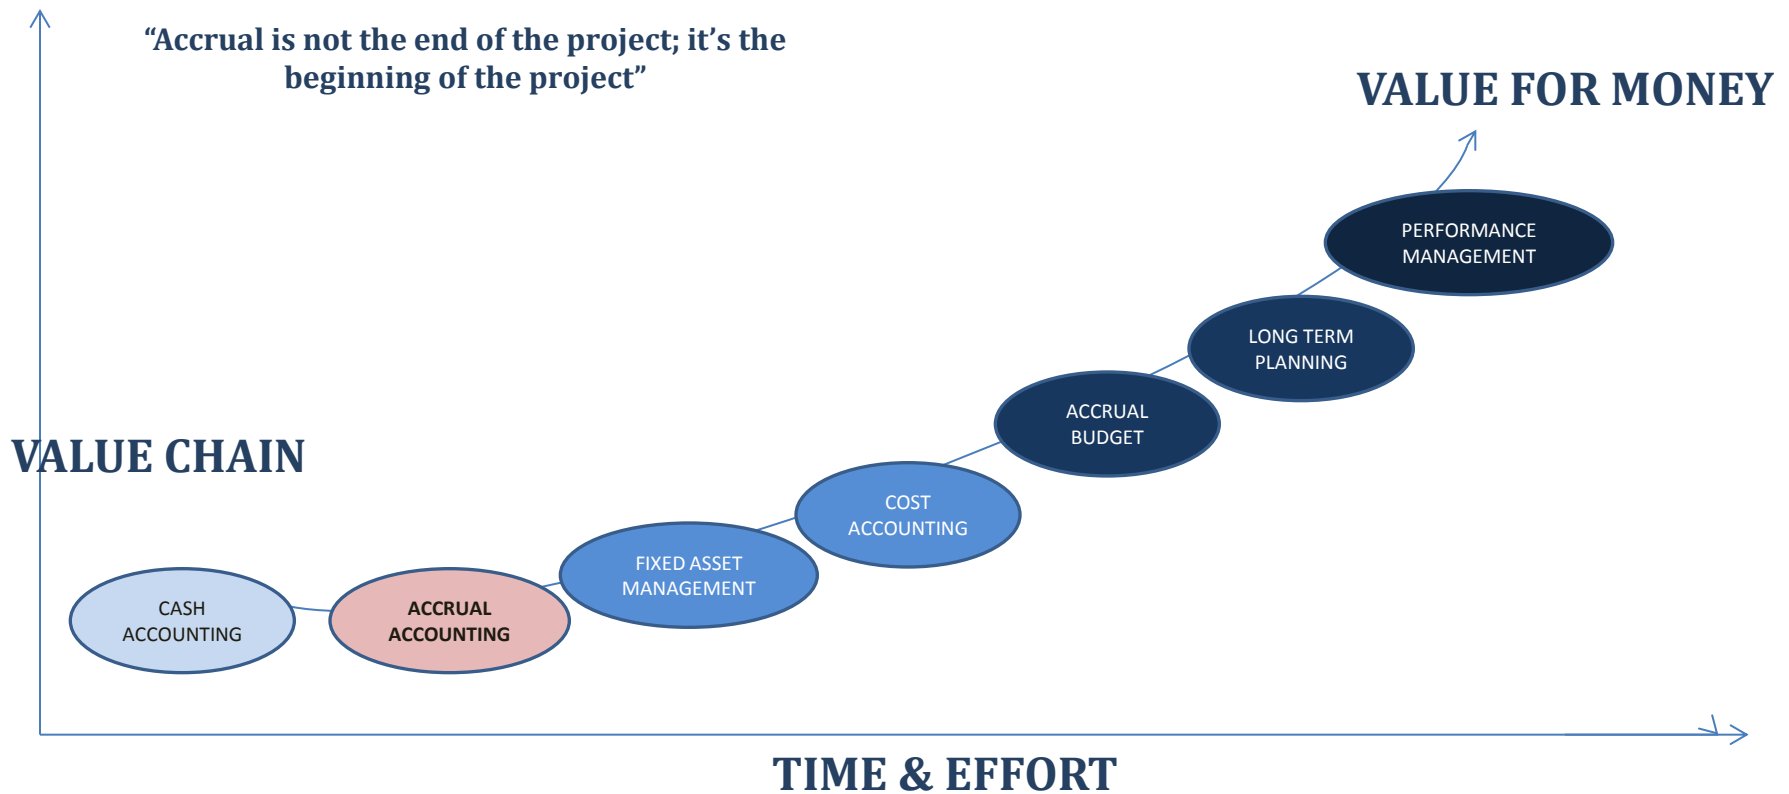 “Accrual is not the end of the project; it’s the
beginning of the project”
VALUE FOR MONEY
PERFORMANCE
MANAGEMENT
LONG TERM
PLANNING
ACCRUAL
BUDGET
VALUE CHAIN
COST
ACCOUNTING
FIXED ASSET
MANAGEMENT
CASH
ACCOUNTING
ACCRUAL
ACCOUNTING
TIME & EFFORT